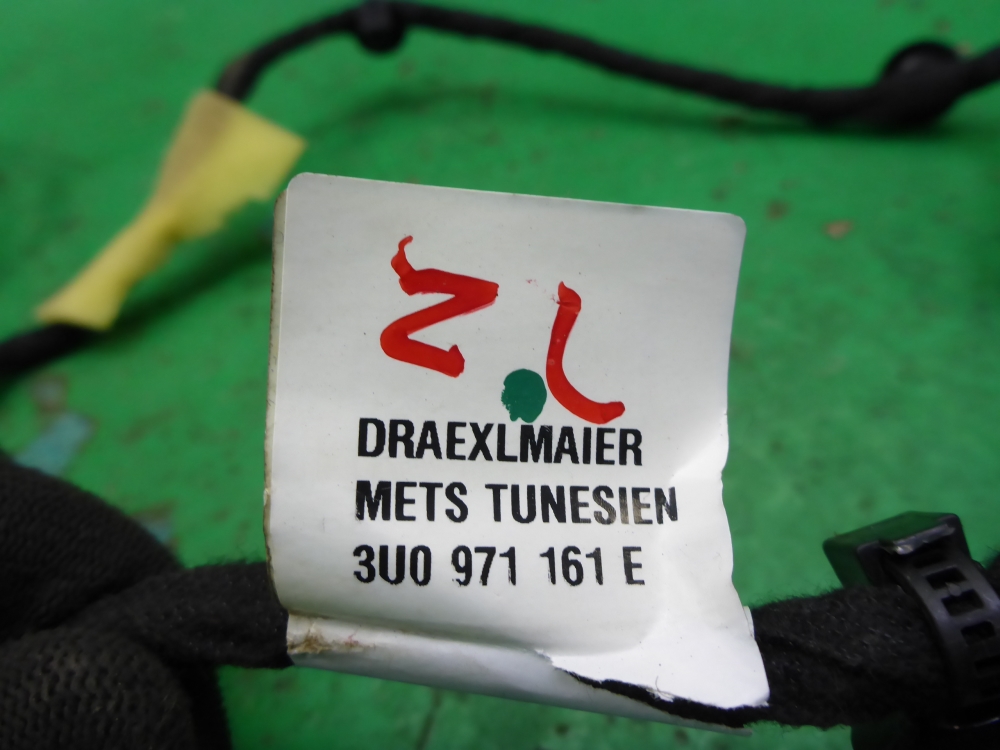 DRAEXLMAIER
METS TUNESIEN
3U0 971 161 E